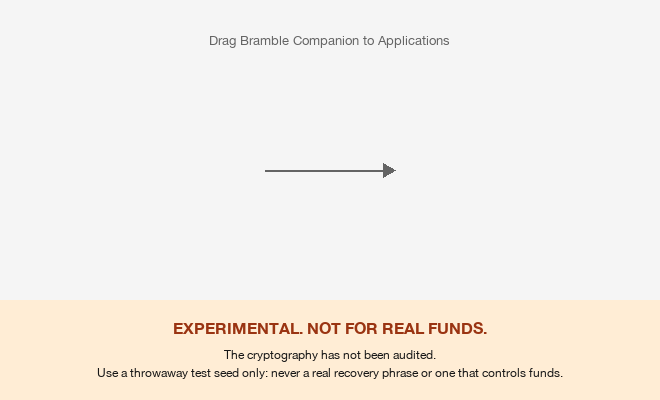 Drag Bramble Companion to Applications
EXPERIMENTAL. NOT FOR REAL FUNDS.
The cryptography has not been audited.
Use a throwaway test seed only: never a real recovery phrase or one that controls funds.